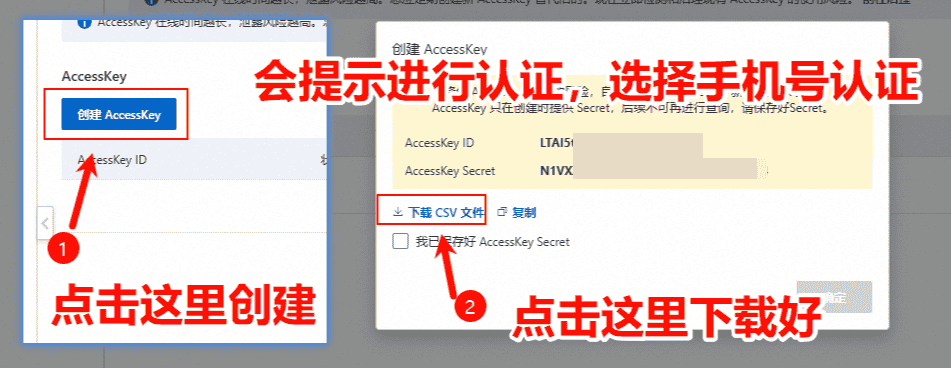 AccessKey 在线时间越长，泄露风险越高。
AccessKey
创建 AccessKey
AccessKey ID
1
点击这里创建
创建 AccessKey
会提示进行认证，选择手机号认证
AccessKey 只在创建时提供 Secret，后续不可再进行查询，请保存好Secret。
AccessKey ID LTAI5
AccessKey Secret N1VX
下载 CSV 文件 复制
我已保存好 AccessKey Secret
2
点击这里下载好
确定